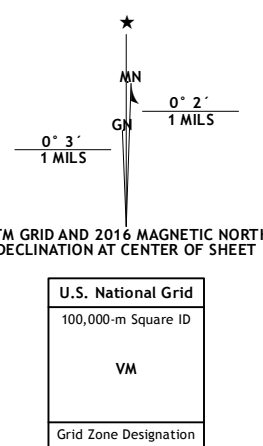 ★
MN
0° 2´
1 MILS
GN
0° 3´
1 MILS
TM GRID AND 2016 MAGNETIC NORTH
DECLINATION AT CENTER OF SHEET
U.S. National Grid
100,000-m Square ID
VM
Grid Zone Designation